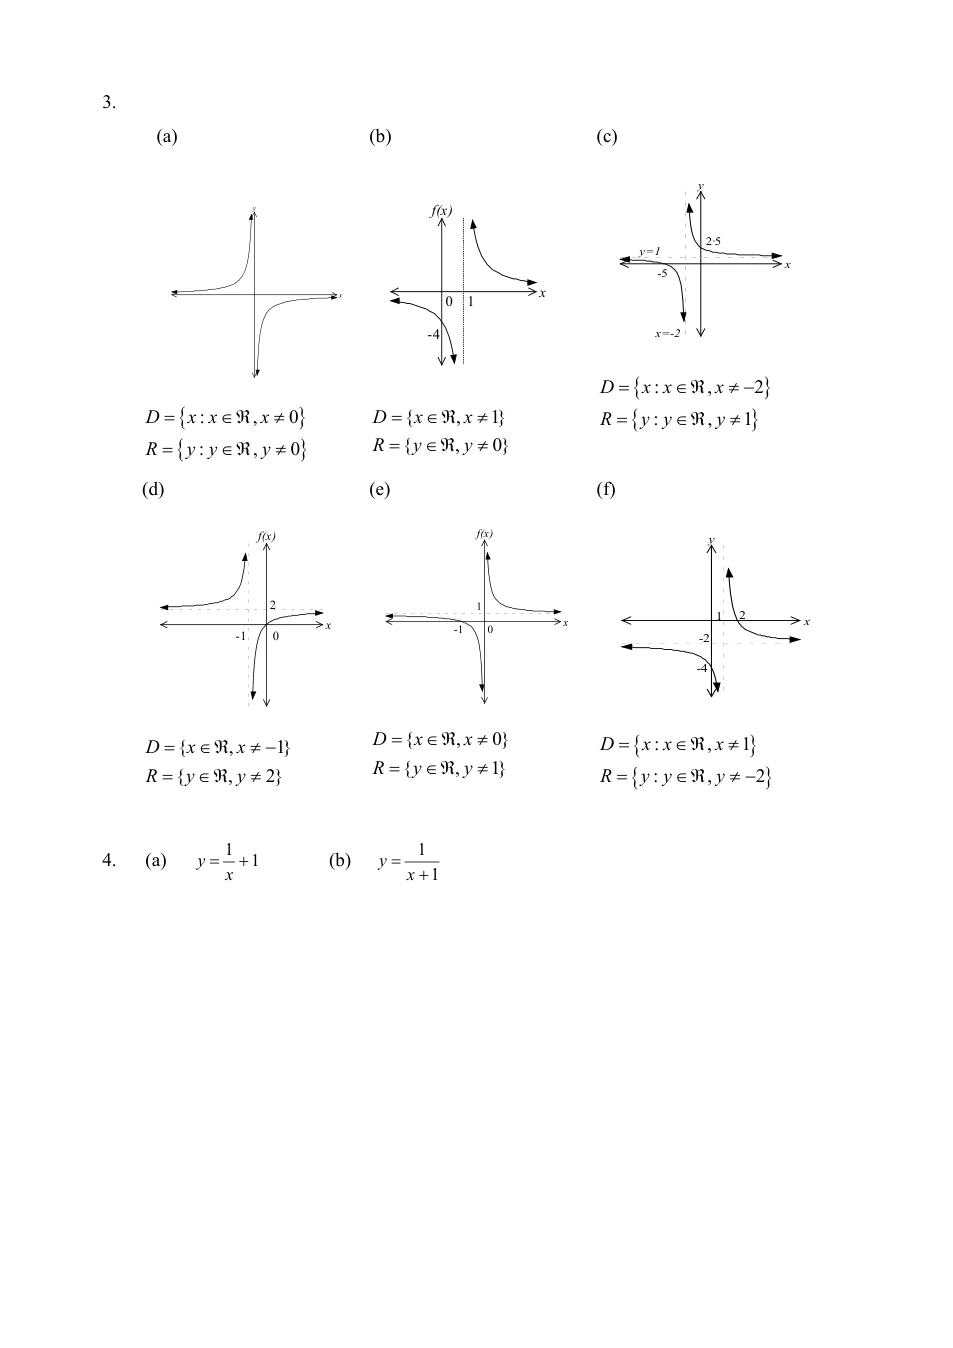 3.
(a) (b) (c)
y
x
f(x)
0 1 x
-4
y
2·5
y=1
x
-5
x=-2
D = {x : x ∈ ℜ, x ≠ 0}
R = {y : y ∈ ℜ, y ≠ 0}
D = {x ∈ ℜ, x ≠ 1}
R = {y ∈ ℜ, y ≠ 0}
D = {x : x ∈ ℜ, x ≠ −2}
R = {y : y ∈ ℜ, y ≠ 1}
(d) (e) (f)
f(x)
2
x
-1 0
f(x)
1
x
-1 0
y
1 2 x
-2
-4
D = {x ∈ ℜ, x ≠ −1}
R = {y ∈ ℜ, y ≠ 2}
D = {x ∈ ℜ, x ≠ 0}
R = {y ∈ ℜ, y ≠ 1}
D = {x : x ∈ ℜ, x ≠ 1}
R = {y : y ∈ ℜ, y ≠ −2}
4. (a) y = 1/x + 1 (b) y = 1/(x + 1)